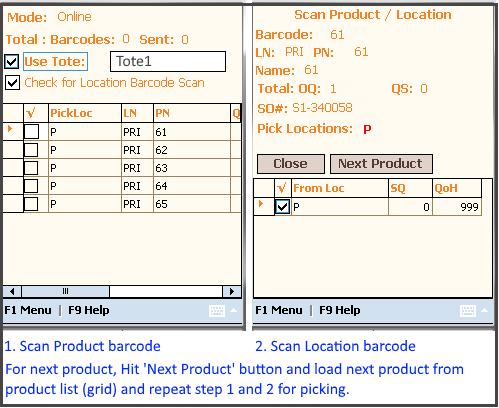 Mode: Online
Total : Barcodes: 0 Sent: 0
Use Tote: Tote1
Check for Location Barcode Scan
√ PickLoc LN PN Q
P PRI 61
P PRI 62
P PRI 63
P PRI 64
P PRI 65
F1 Menu | F9 Help
1. Scan Product barcode
Scan Product / Location
Barcode: 61
LN: PRI PN: 61
Name: 61
Total: OQ: 1 QS: 0
SO#: S1-340058
Pick Locations: P
Close Next Product
√ From Loc SQ QoH
P 0 999
F1 Menu | F9 Help
2. Scan Location barcode
For next product, Hit 'Next Product' button and load next product from
product list (grid) and repeat step 1 and 2 for picking.